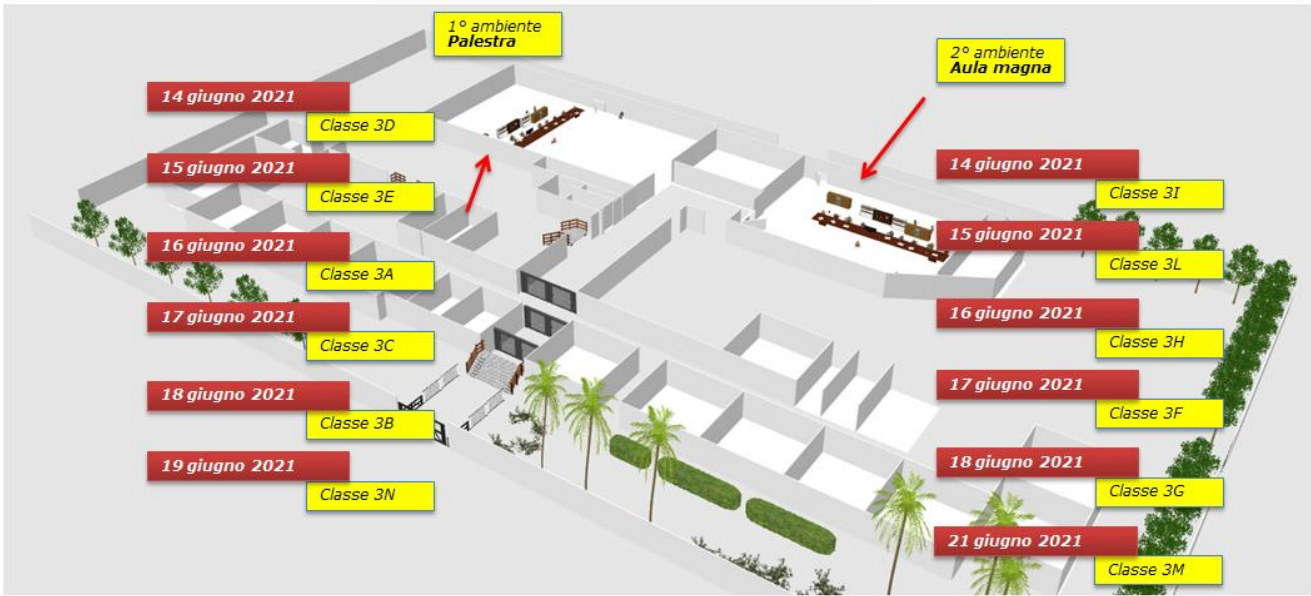 1° ambiente
Palestra
14 giugno 2021
Classe 3D
15 giugno 2021
Classe 3E
16 giugno 2021
Classe 3A
17 giugno 2021
Classe 3C
18 giugno 2021
Classe 3B
19 giugno 2021
Classe 3N
2° ambiente
Aula magna
14 giugno 2021
Classe 3I
15 giugno 2021
Classe 3L
16 giugno 2021
Classe 3H
17 giugno 2021
Classe 3F
18 giugno 2021
Classe 3G
21 giugno 2021
Classe 3M